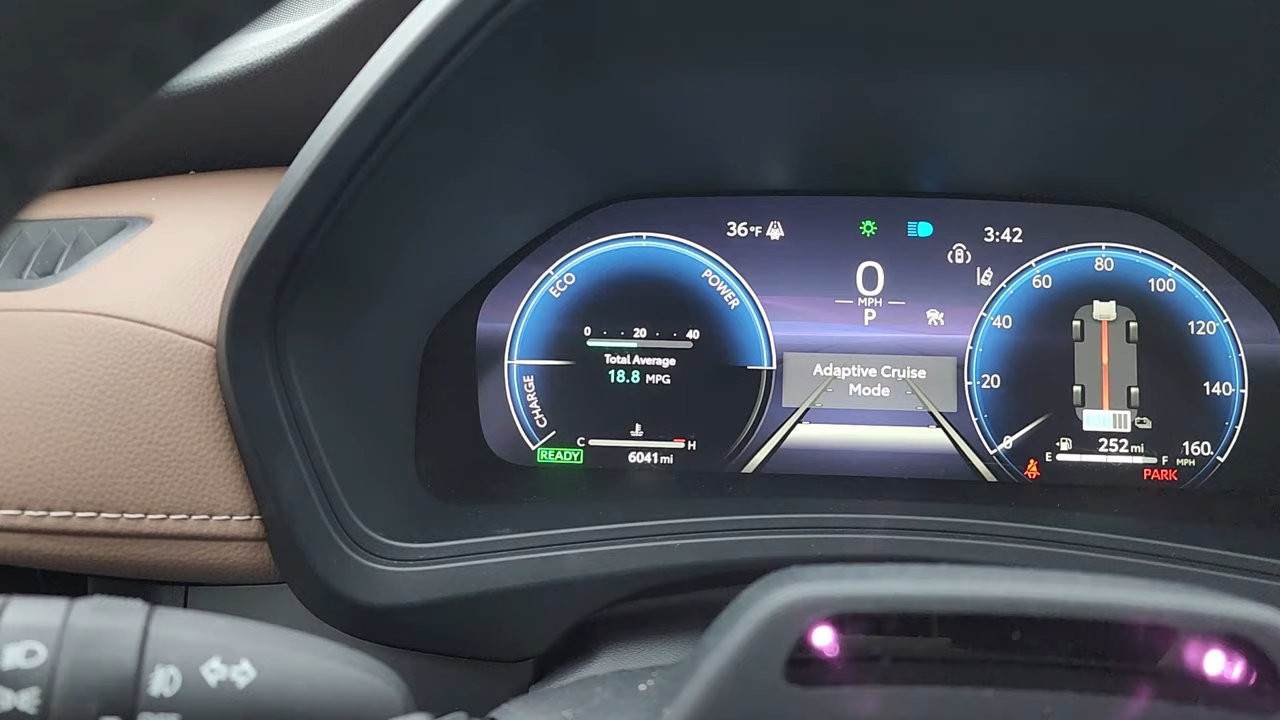 36°F
3:42
ECO
POWER
CHARGE
0 20 40
Total Average
18.8 MPG
C H
READY
6041 mi
0
MPH
P
Adaptive Cruise
Mode
0
20
40
60
80
100
120
140
160
MPH
252 mi
E F
PARK